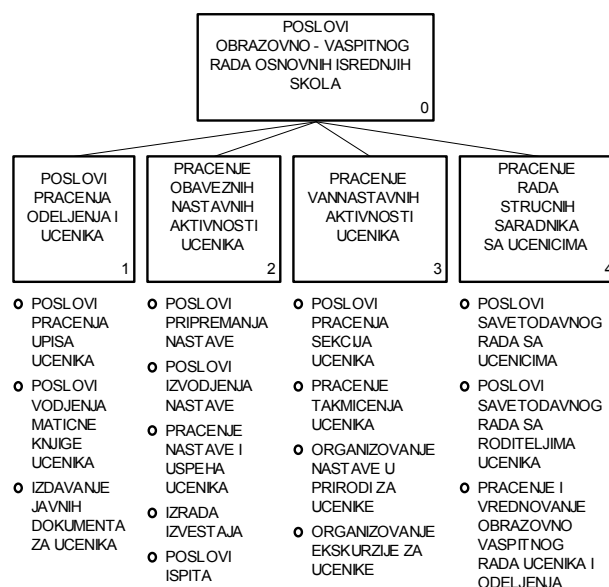 POSLOVI
OBRAZOVNO - VASPITNOG
RADA OSNOVNIH ISREDNJIH
SKOLA
0
POSLOVI
PRACENJA
ODELJENJA I
UCENIKA
1
PRACENJE
OBAVEZNIH
NASTAVNIH
AKTIVNOSTI
UCENIKA
2
PRACENJE
VANNASTAVNIH
AKTIVNOSTI
UCENIKA
3
PRACENJE
RADA
STRUCNIH
SARADNIKA
SA UCENICIMA
4
POSLOVI
PRACENJA
UPISA
UCENIKA
POSLOVI
VODJENJA
MATICNE
KNJIGE
UCENIKA
IZDAVANJE
JAVNIH
DOKUMENTA
ZA UCENIKA
POSLOVI
PRIPREMANJA
NASTAVE
POSLOVI
IZVODJENJA
NASTAVE
PRACENJE
NASTAVE I
USPEHA
UCENIKA
IZRADA
IZVESTAJA
POSLOVI
ISPITA
POSLOVI
PRACENJA
SEKCIJA
UCENIKA
PRACENJE
TAKMICENJA
UCENIKA
ORGANIZOVANJE
NASTAVE U
PRIRODI ZA
UCENIKE
ORGANIZOVANJE
EKSKURZIJE ZA
UCENIKE
POSLOVI
SAVETODAVNOG
RADA SA
UCENICIMA
POSLOVI
SAVETODAVNOG
RADA SA
RODITELJIMA
UCENIKA
PRACENJE I
VREDNOVANJE
OBRAZOVNO
VASPITNOG
RADA UCENIKA I
ODELJENJA